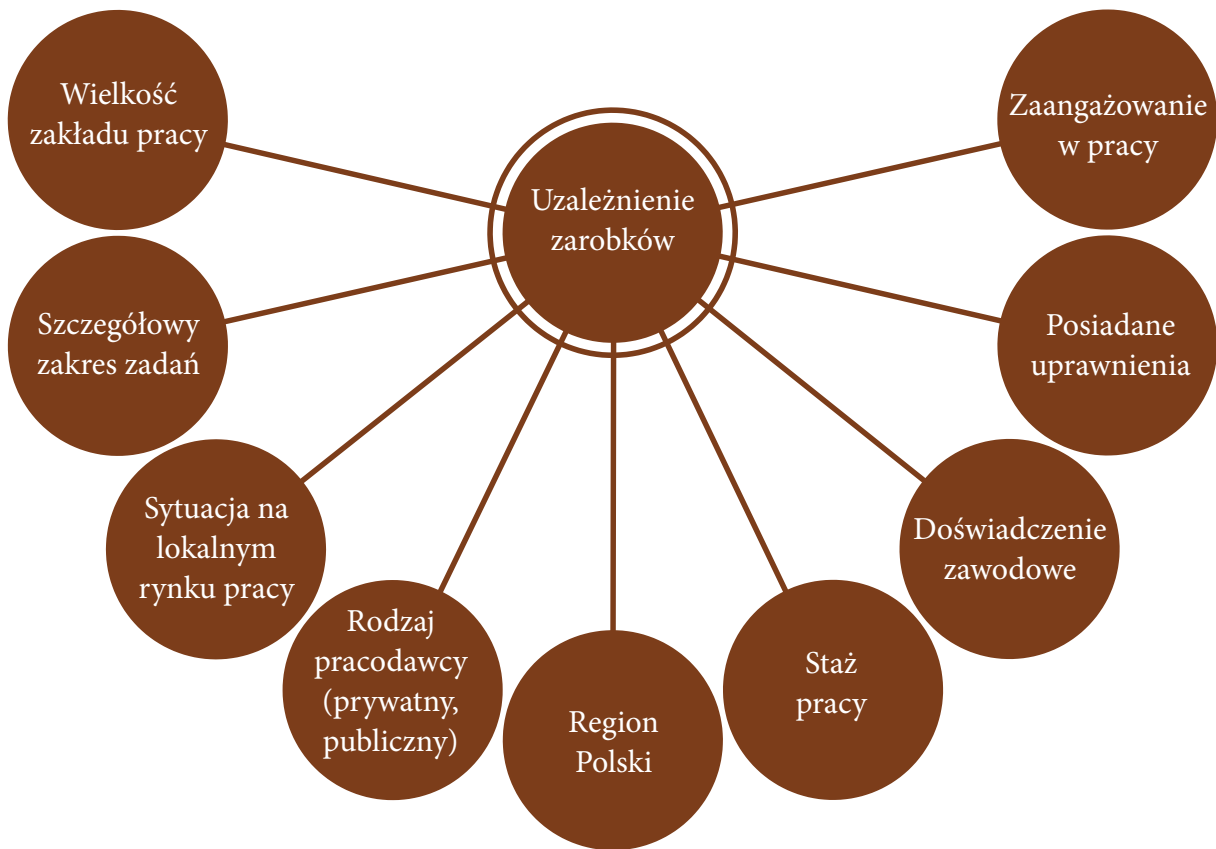 Wielkość
zakładu pracy
Zaangażowanie
w pracy
Uzależnienie
zarobków
Szczegółowy
zakres zadań
Posiadane
uprawnienia
Sytuacja na
lokalnym
rynku pracy
Doświadczenie
zawodowe
Rodzaj
pracodawcy
(prywatny,
publiczny)
Staż
pracy
Region
Polski